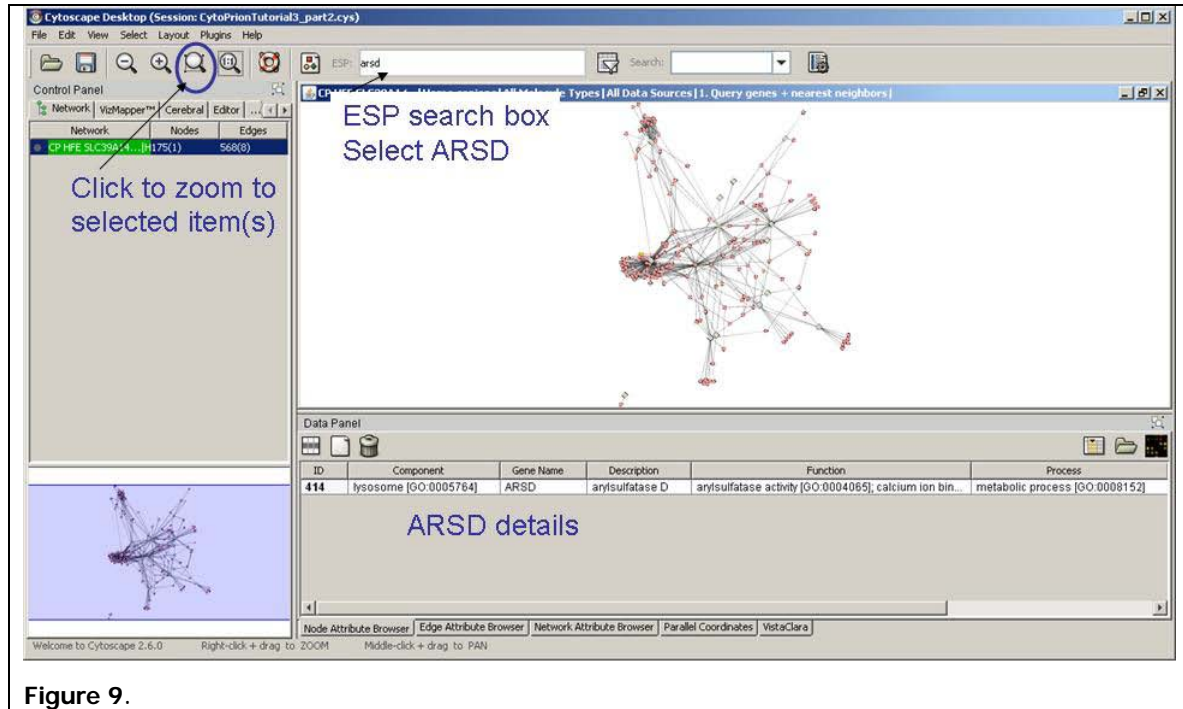 Cytoscape Desktop (Session: CytoPrionTutorial3_part2.cys)
File Edit View Select Layout Plugins Help
ESP: arsd
Search:
Control Panel
Network VizMapper™ Cerebral Editor ...
Network Nodes Edges
CP HFE SLC39A14...|H 175(1) 568(8)
Types|All Data Sources|1. Query genes + nearest neighbors|
ESP search box
Select ARSD
Click to zoom to
selected item(s)
Data Panel
ID Component Gene Name Description Function Process
414 lysosome [GO:0005764] ARSD arylsulfatase D arylsulfatase activity [GO:0004065]; calcium ion bin... metabolic process [GO:0008152]
ARSD details
Node Attribute Browser Edge Attribute Browser Network Attribute Browser Parallel Coordinates VistaClara
Welcome to Cytoscape 2.6.0 Right-click + drag to ZOOM Middle-click + drag to PAN
Figure 9.